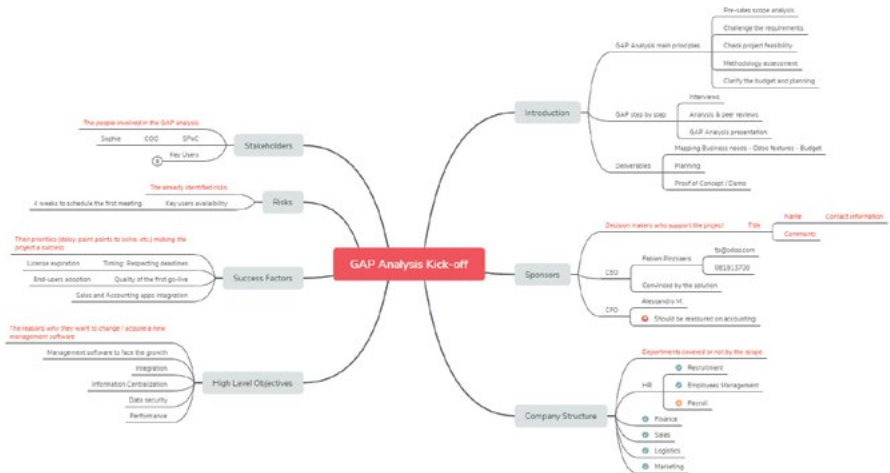 GAP Analysis Kick-off
Introduction
GAP Analysis main principles
Pre-sales scope analysis
Challenge the requirements
Check project feasibility
Methodology assessment
Clarify the budget and planning
GAP step by step
Interviews
Analysis & peer reviews
GAP Analysis presentation
Deliverables
Mapping Business needs - Odoo features - Budget
Planning
Proof of Concept / Demo
Sponsors
Decision makers who support the project
Title
Name
Contact information
Comments
CEO
Fabien Pinckaers
fp@odoo.com
Convinced by the solution
CFO
Alessandro M.
Should be reassured on accounting
Company Structure
Departments covered or not by the scope
HR
Recruitment
Employees Management
Payroll
Finance
Sales
Logistics
Marketing
Stakeholders
The people involved in the GAP analysis
Sophie
COO
SPoC
Key Users
Risks
The already identified risks
4 weeks to schedule the first meeting
Key users availability
Success Factors
Their priorities (delay, paint points to solve, etc.) making the
project a success
License expiration
Timing: Respecting deadlines
End-users adoption
Quality of the first go-live
Sales and Accounting apps integration
High Level Objectives
The reasons why they want to change / acquire a new
management software
Management software to face the growth
Integration
Information Centralization
Data security
Performance